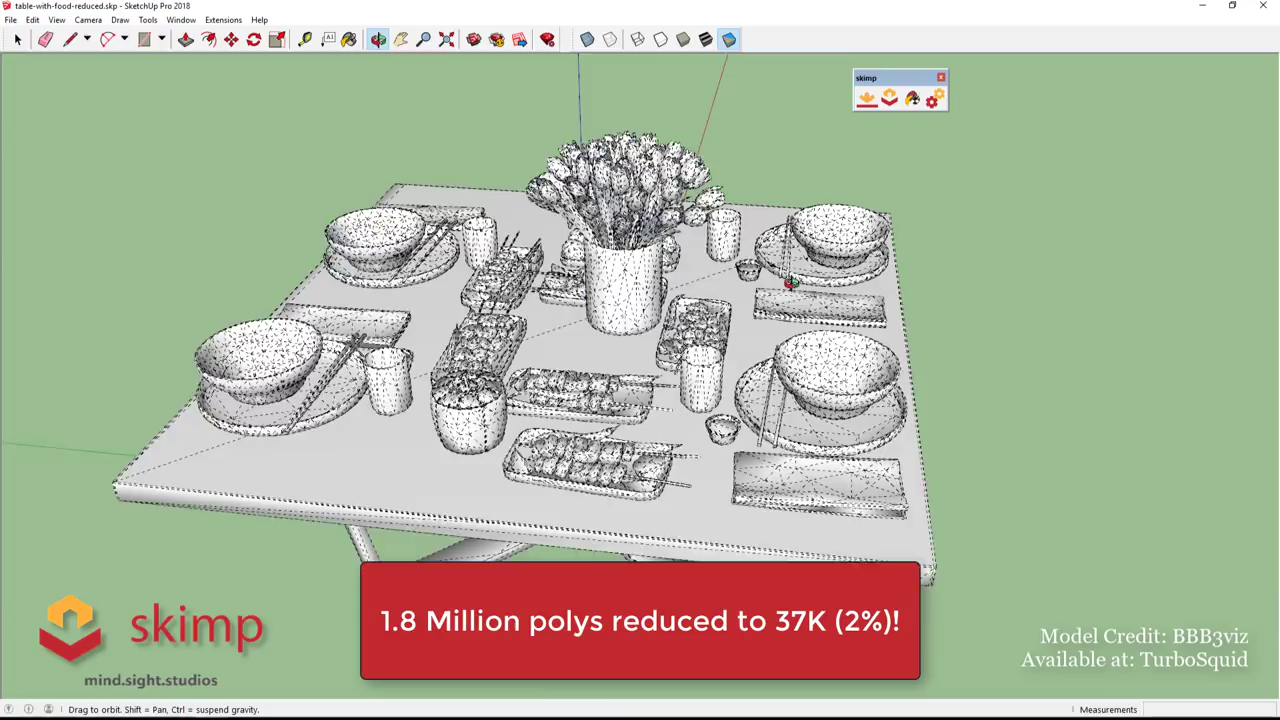 table-with-food-reduced.skp - SketchUp Pro 2018
File Edit View Camera Draw Tools Window Extensions Help
skimp
1.8 Million polys reduced to 37K (2%)!
skimp
mind.sight.studios
Model Credit: BBB3viz
Available at: TurboSquid
Drag to orbit. Shift = Pan, Ctrl = suspend gravity.
Measurements